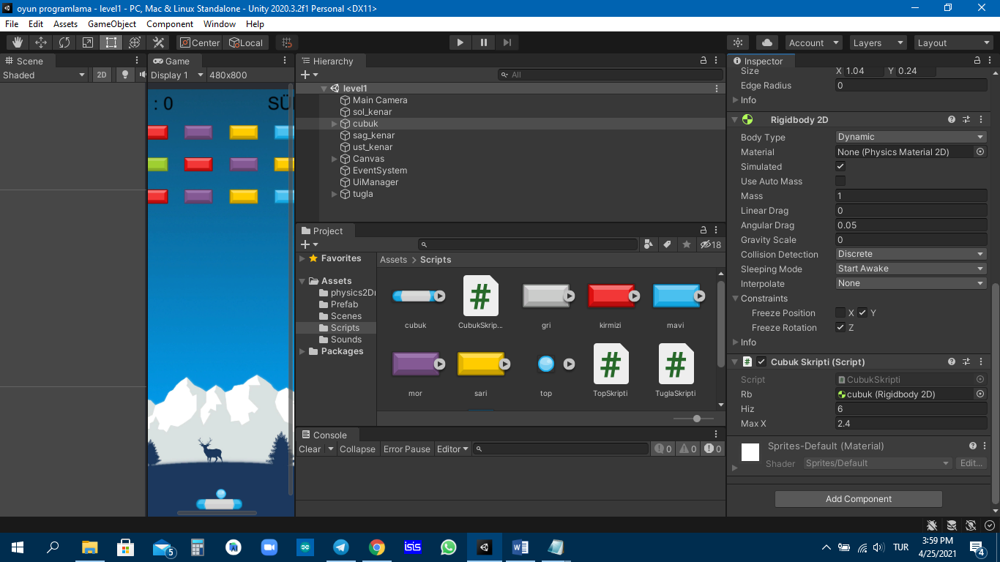 oyun programlama - level1 - PC, Mac & Linux Standalone - Unity 2020.3.2f1 Personal <DX11>
File Edit Assets GameObject Component Window Help
Center Local Account Layers Layout
Scene
Shaded 2D
Game
Display 1 480x800
: 0
Hierarchy
All
level1
Main Camera
sol_kenar
cubuk
sag_kenar
ust_kenar
Canvas
EventSystem
UiManager
tugla
Project
18
Favorites
Assets
Prefab
Scenes
Scripts
Sounds
Packages
Assets > Scripts
cubuk CubukSkrip... gri kirmizi mavi
mor sari top TopSkripti TuglaSkripti
Console
Clear Collapse Error Pause Editor 0 0 0
Inspector
Size X 1.04 Y 0.24
Edge Radius 0
Info
Rigidbody 2D
Body Type Dynamic
Material None (Physics Material 2D)
Simulated
Use Auto Mass
Mass 1
Linear Drag 0
Angular Drag 0.05
Gravity Scale 0
Collision Detection Discrete
Sleeping Mode Start Awake
Interpolate None
Constraints
Freeze Position X Y
Freeze Rotation Z
Info
Cubuk Skripti (Script)
Script CubukSkripti
Rb cubuk (Rigidbody 2D)
Hiz 6
Max X 2.4
Sprites-Default (Material)
Shader Sprites/Default Edit...
Add Component
5 isis TUR 3:59 PM
4/25/2021 4